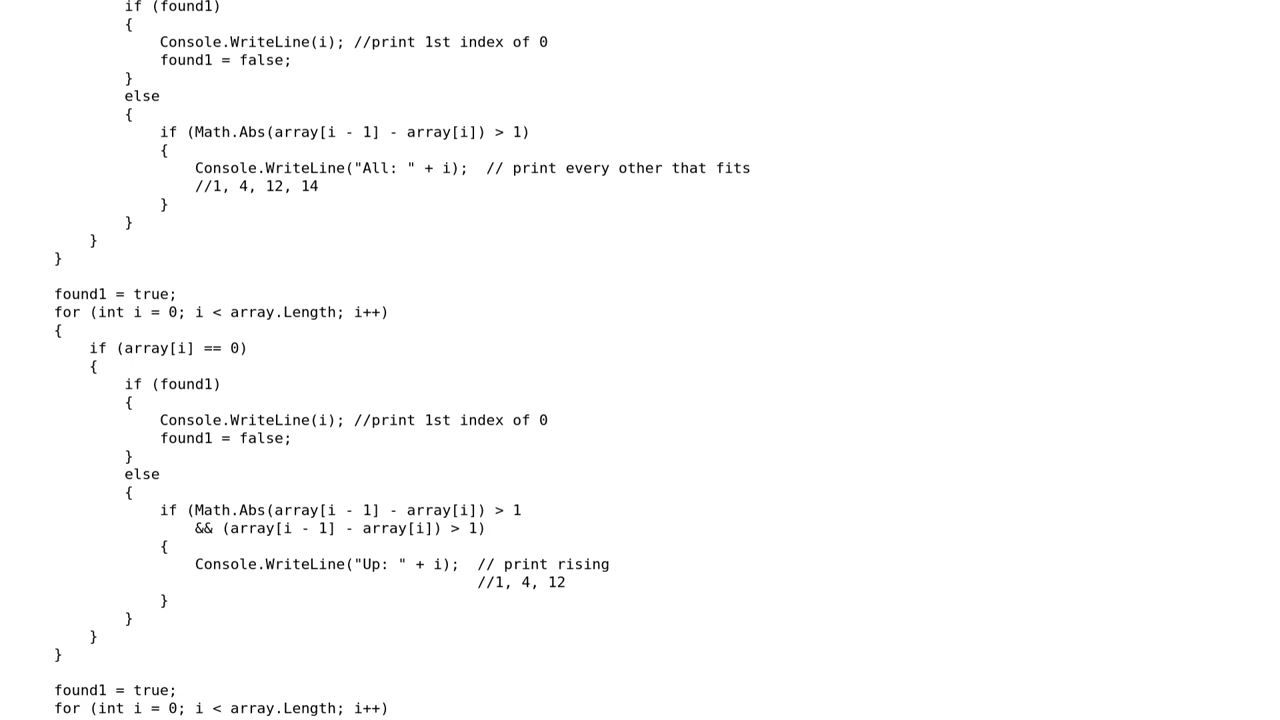 if (found1)
{
Console.WriteLine(i); //print 1st index of 0
found1 = false;
}
else
{
if (Math.Abs(array[i - 1] - array[i]) > 1)
{
Console.WriteLine("All: " + i);  // print every other that fits
//1, 4, 12, 14
}
}
}
}
found1 = true;
for (int i = 0; i < array.Length; i++)
{
if (array[i] == 0)
{
if (found1)
{
Console.WriteLine(i); //print 1st index of 0
found1 = false;
}
else
{
if (Math.Abs(array[i - 1] - array[i]) > 1
&& (array[i - 1] - array[i]) > 1)
{
Console.WriteLine("Up: " + i);  // print rising
//1, 4, 12
}
}
}
}
found1 = true;
for (int i = 0; i < array.Length; i++)